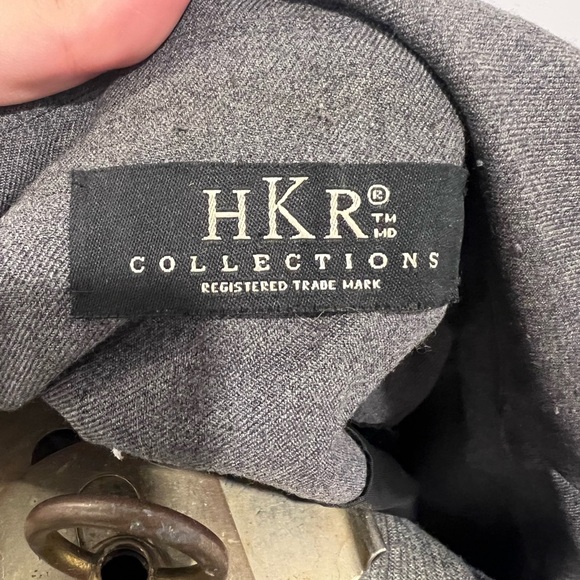 HKR® TM MD
COLLECTIONS
REGISTERED TRADE MARK